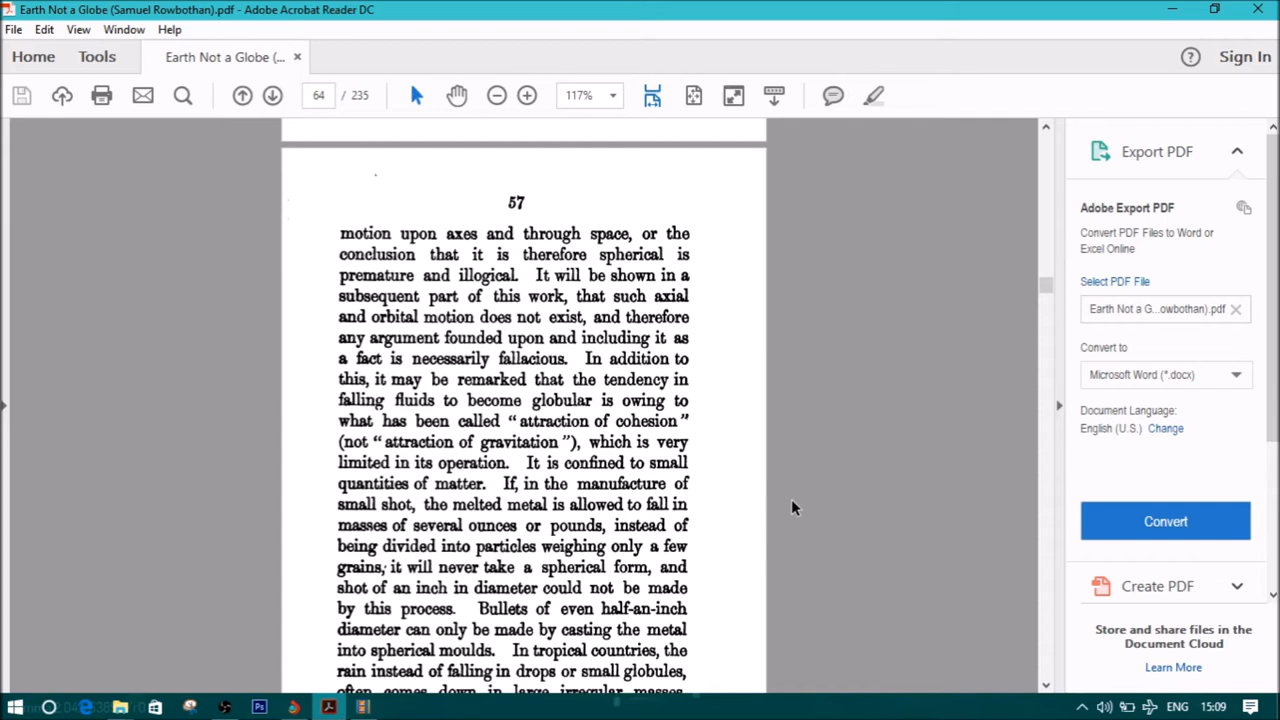 Earth Not a Globe (Samuel Rowbothan).pdf - Adobe Acrobat Reader DC
File Edit View Window Help
Home Tools Earth Not a Globe (... × Sign In
64 / 235 117%
57
motion upon axes and through space, or the
conclusion that it is therefore spherical is
premature and illogical. It will be shown in a
subsequent part of this work, that such axial
and orbital motion does not exist, and therefore
any argument founded upon and including it as
a fact is necessarily fallacious. In addition to
this, it may be remarked that the tendency in
falling fluids to become globular is owing to
what has been called “attraction of cohesion”
(not “attraction of gravitation”), which is very
limited in its operation. It is confined to small
quantities of matter. If, in the manufacture of
small shot, the melted metal is allowed to fall in
masses of several ounces or pounds, instead of
being divided into particles weighing only a few
grains, it will never take a spherical form, and
shot of an inch in diameter could not be made
by this process. Bullets of even half-an-inch
diameter can only be made by casting the metal
into spherical moulds. In tropical countries, the
rain instead of falling in drops or small globules,
often comes down in large irregular masses
Export PDF
Adobe Export PDF
Convert PDF Files to Word or
Excel Online
Select PDF File
Earth Not a G...owbothan).pdf ×
Convert to
Microsoft Word (*.docx)
Document Language:
English (U.S.) Change
Convert
Create PDF
Store and share files in the
Document Cloud
Learn More
ENG 15:09